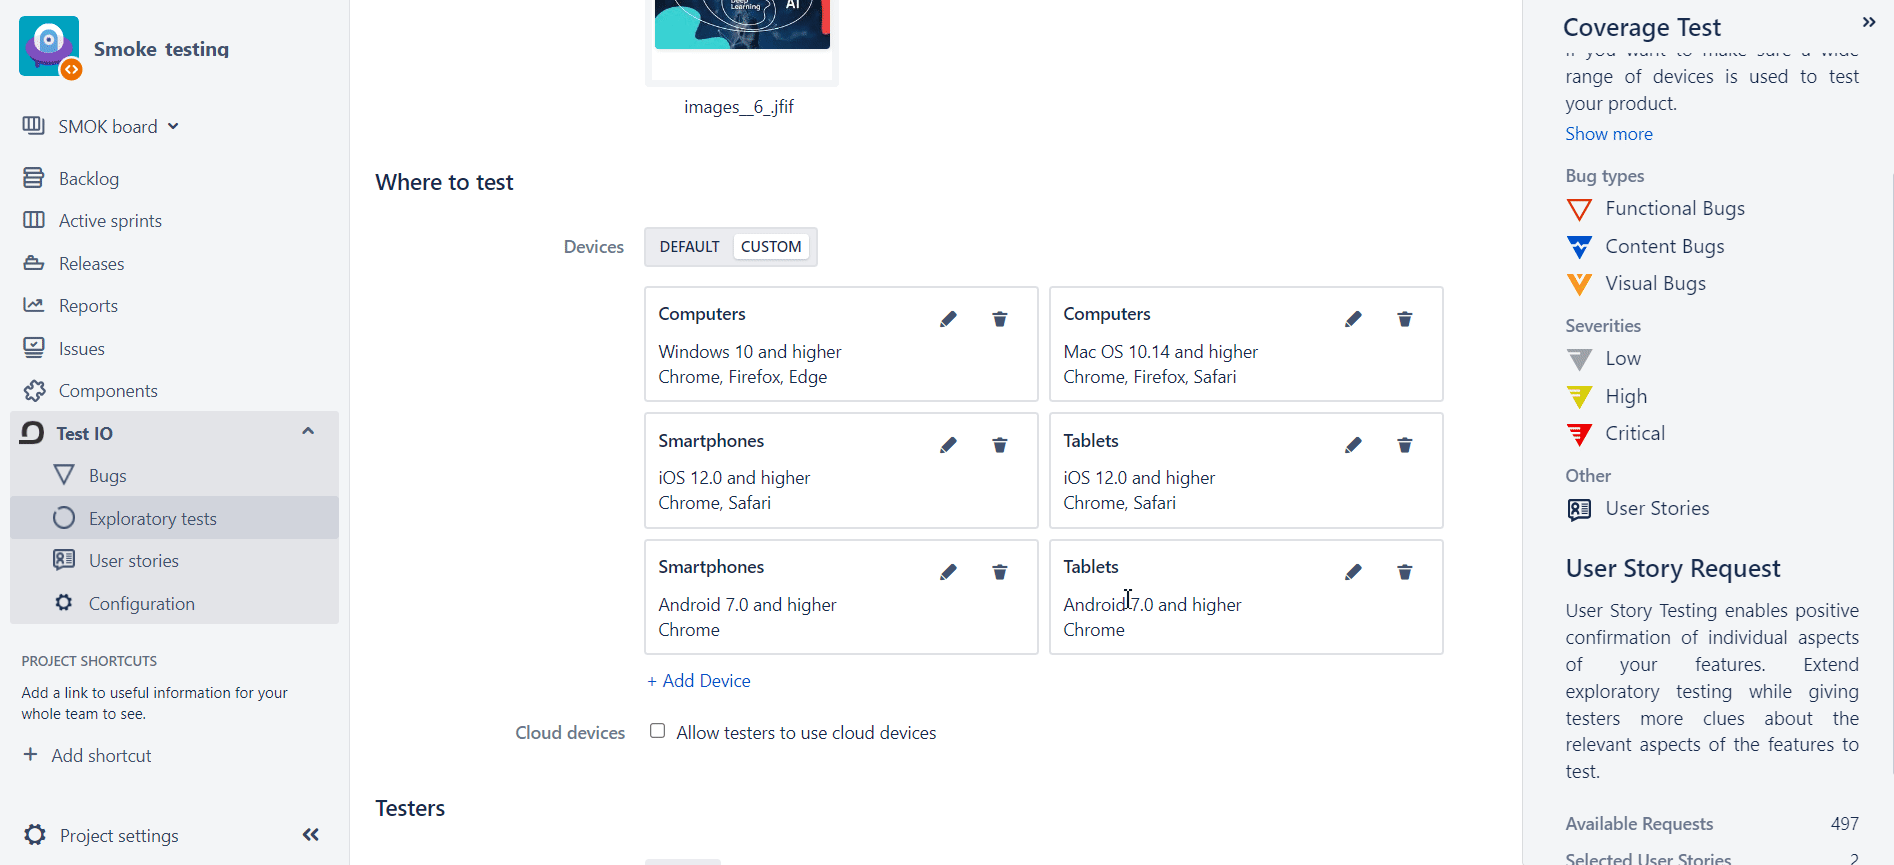 Smoke testing
SMOK board
Backlog
Active sprints
Releases
Reports
Issues
Components
Test IO
Bugs
Exploratory tests
User stories
Configuration
PROJECT SHORTCUTS
Add a link to useful information for your
whole team to see.
+ Add shortcut
Project settings
Deep
Learning
AI
images__6_.jfif
Where to test
Devices
DEFAULT CUSTOM
Computers
Windows 10 and higher
Chrome, Firefox, Edge
Computers
Mac OS 10.14 and higher
Chrome, Firefox, Safari
Smartphones
iOS 12.0 and higher
Chrome, Safari
Tablets
iOS 12.0 and higher
Chrome, Safari
Smartphones
Android 7.0 and higher
Chrome
Tablets
Android 7.0 and higher
Chrome
+ Add Device
Cloud devices
Allow testers to use cloud devices
Testers
Coverage Test
If you want to make sure a wide
range of devices is used to test
your product.
Show more
Bug types
Functional Bugs
Content Bugs
Visual Bugs
Severities
Low
High
Critical
Other
User Stories
User Story Request
User Story Testing enables positive
confirmation of individual aspects
of your features. Extend
exploratory testing while giving
testers more clues about the
relevant aspects of the features to
test.
Available Requests 497
Selected User Stories 2